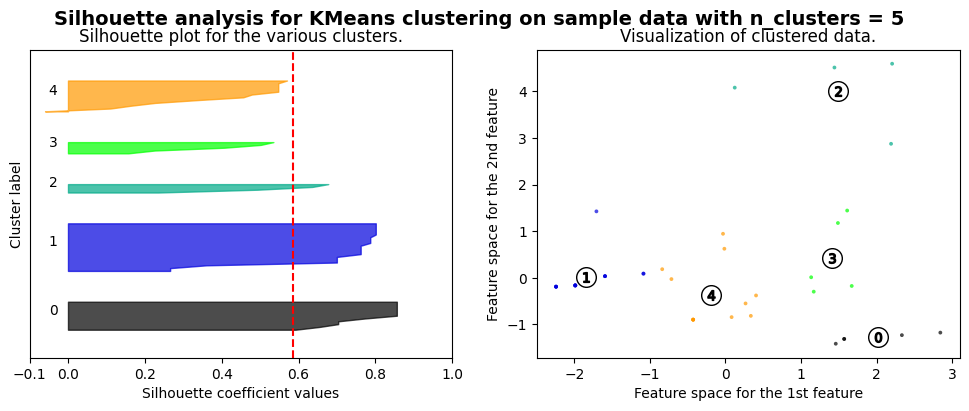 Silhouette analysis for KMeans clustering on sample data with n_clusters = 5
Silhouette plot for the various clusters.
Cluster label
4
3
2
1
0
−0.1 0.0 0.2 0.4 0.6 0.8 1.0
Silhouette coefficient values
Visualization of clustered data.
Feature space for the 2nd feature
4
3
2
1
0
−1
2
3
1
4
0
−2 −1 0 1 2 3
Feature space for the 1st feature